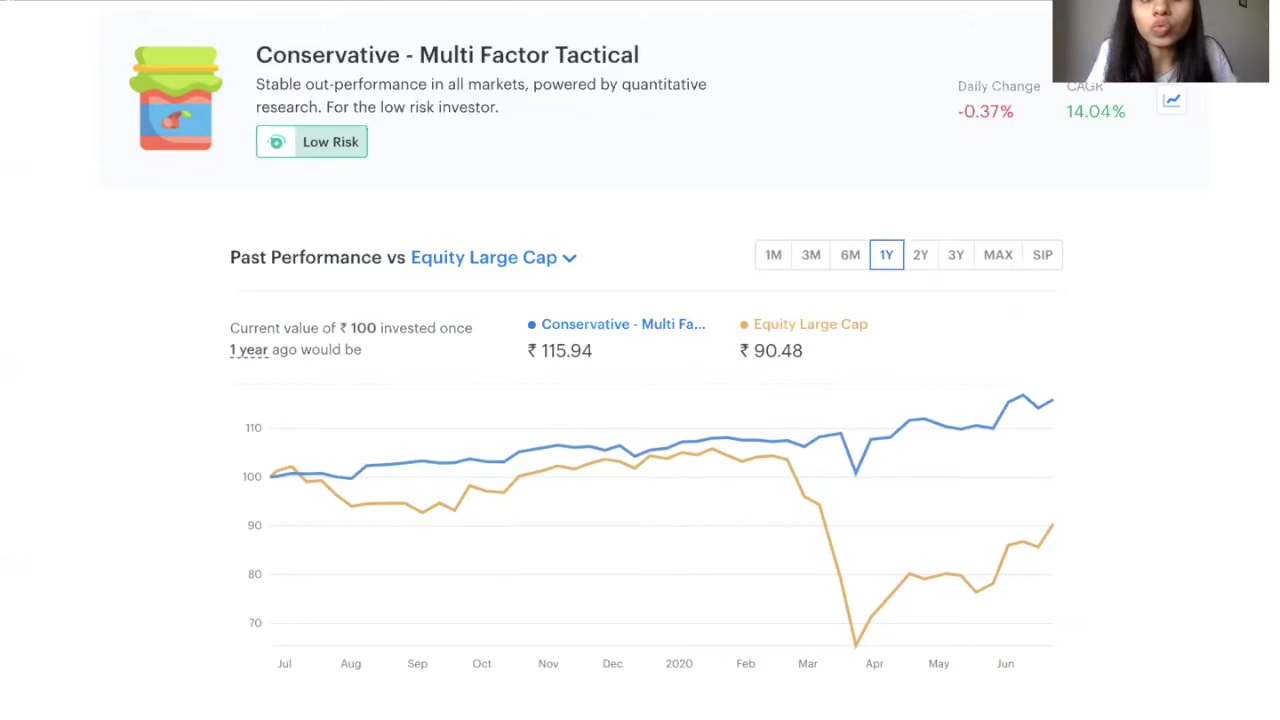 Conservative - Multi Factor Tactical
Stable out-performance in all markets, powered by quantitative
research. For the low risk investor.
Low Risk
Daily Change
CAGR
-0.37%
14.04%
Past Performance vs Equity Large Cap
1M 3M 6M 1Y 2Y 3Y MAX SIP
Current value of ₹ 100 invested once
1 year ago would be
Conservative - Multi Fa...
₹ 115.94
Equity Large Cap
₹ 90.48
110
100
90
80
70
Jul Aug Sep Oct Nov Dec 2020 Feb Mar Apr May Jun